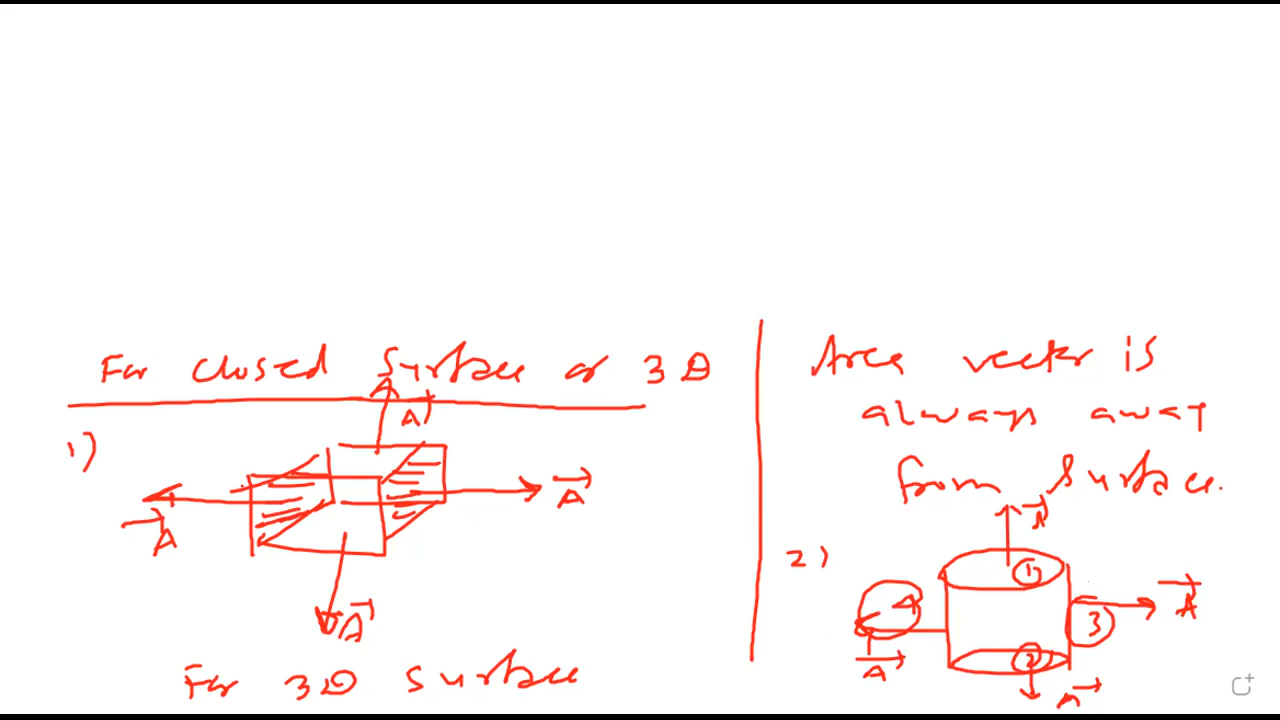 For closed Surface or 3D
1)
A
A
A
A
For 3D surface
Area vector is
always away
from surface.
2)
A
1
A
4
3
A
2
A